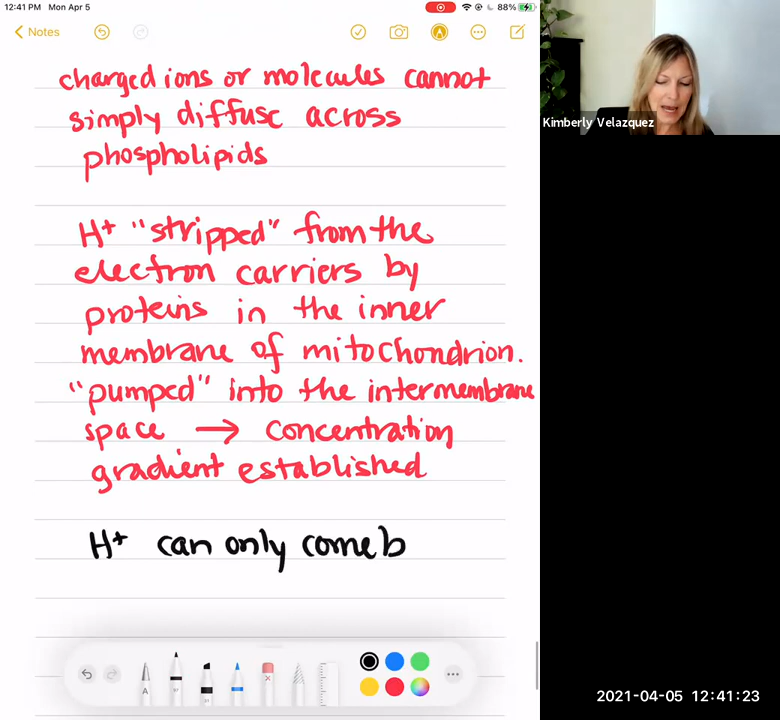 12:41 PM Mon Apr 5
88%
Notes
charged ions or molecules cannot
simply diffuse across
phospholipids
H+ "stripped" from the
electron carriers by
proteins in the inner
membrane of mitochondrion.
"pumped" into the intermembrane
space → concentration
gradient established
H+ can only come b
A
Kimberly Velazquez
2021-04-05 12:41:23